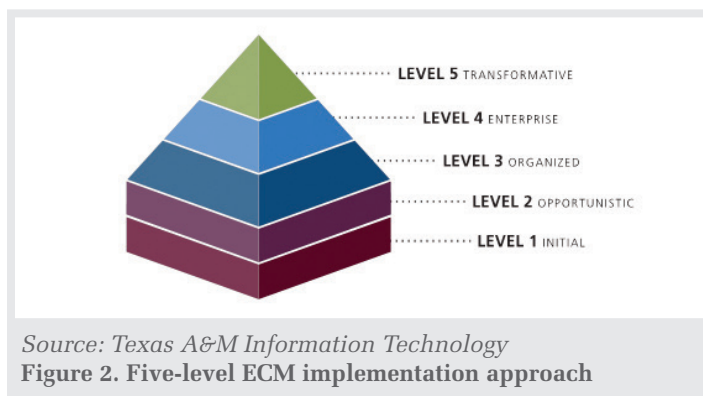 LEVEL 5 TRANSFORMATIVE
LEVEL 4 ENTERPRISE
LEVEL 3 ORGANIZED
LEVEL 2 OPPORTUNISTIC
LEVEL 1 INITIAL
Source: Texas A&M Information Technology
Figure 2. Five-level ECM implementation approach